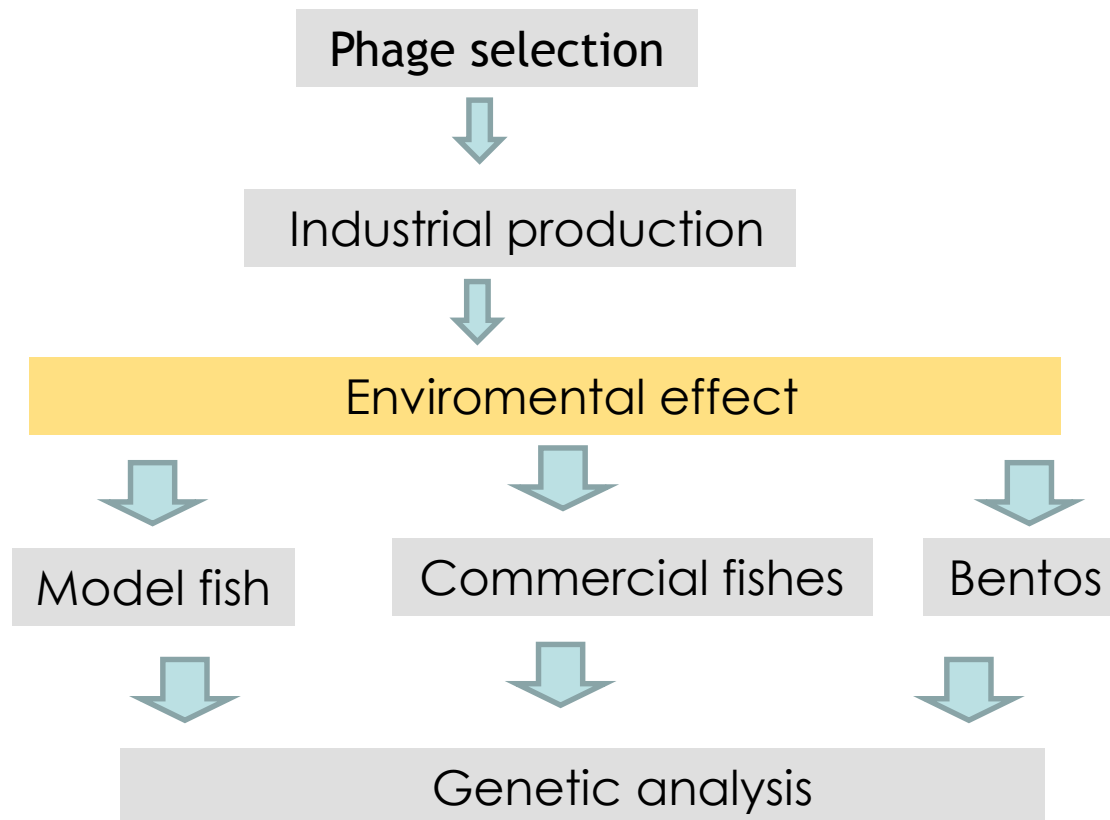 Phage selection
Industrial production
Enviromental effect
Model fish
Commercial fishes
Bentos
Genetic analysis